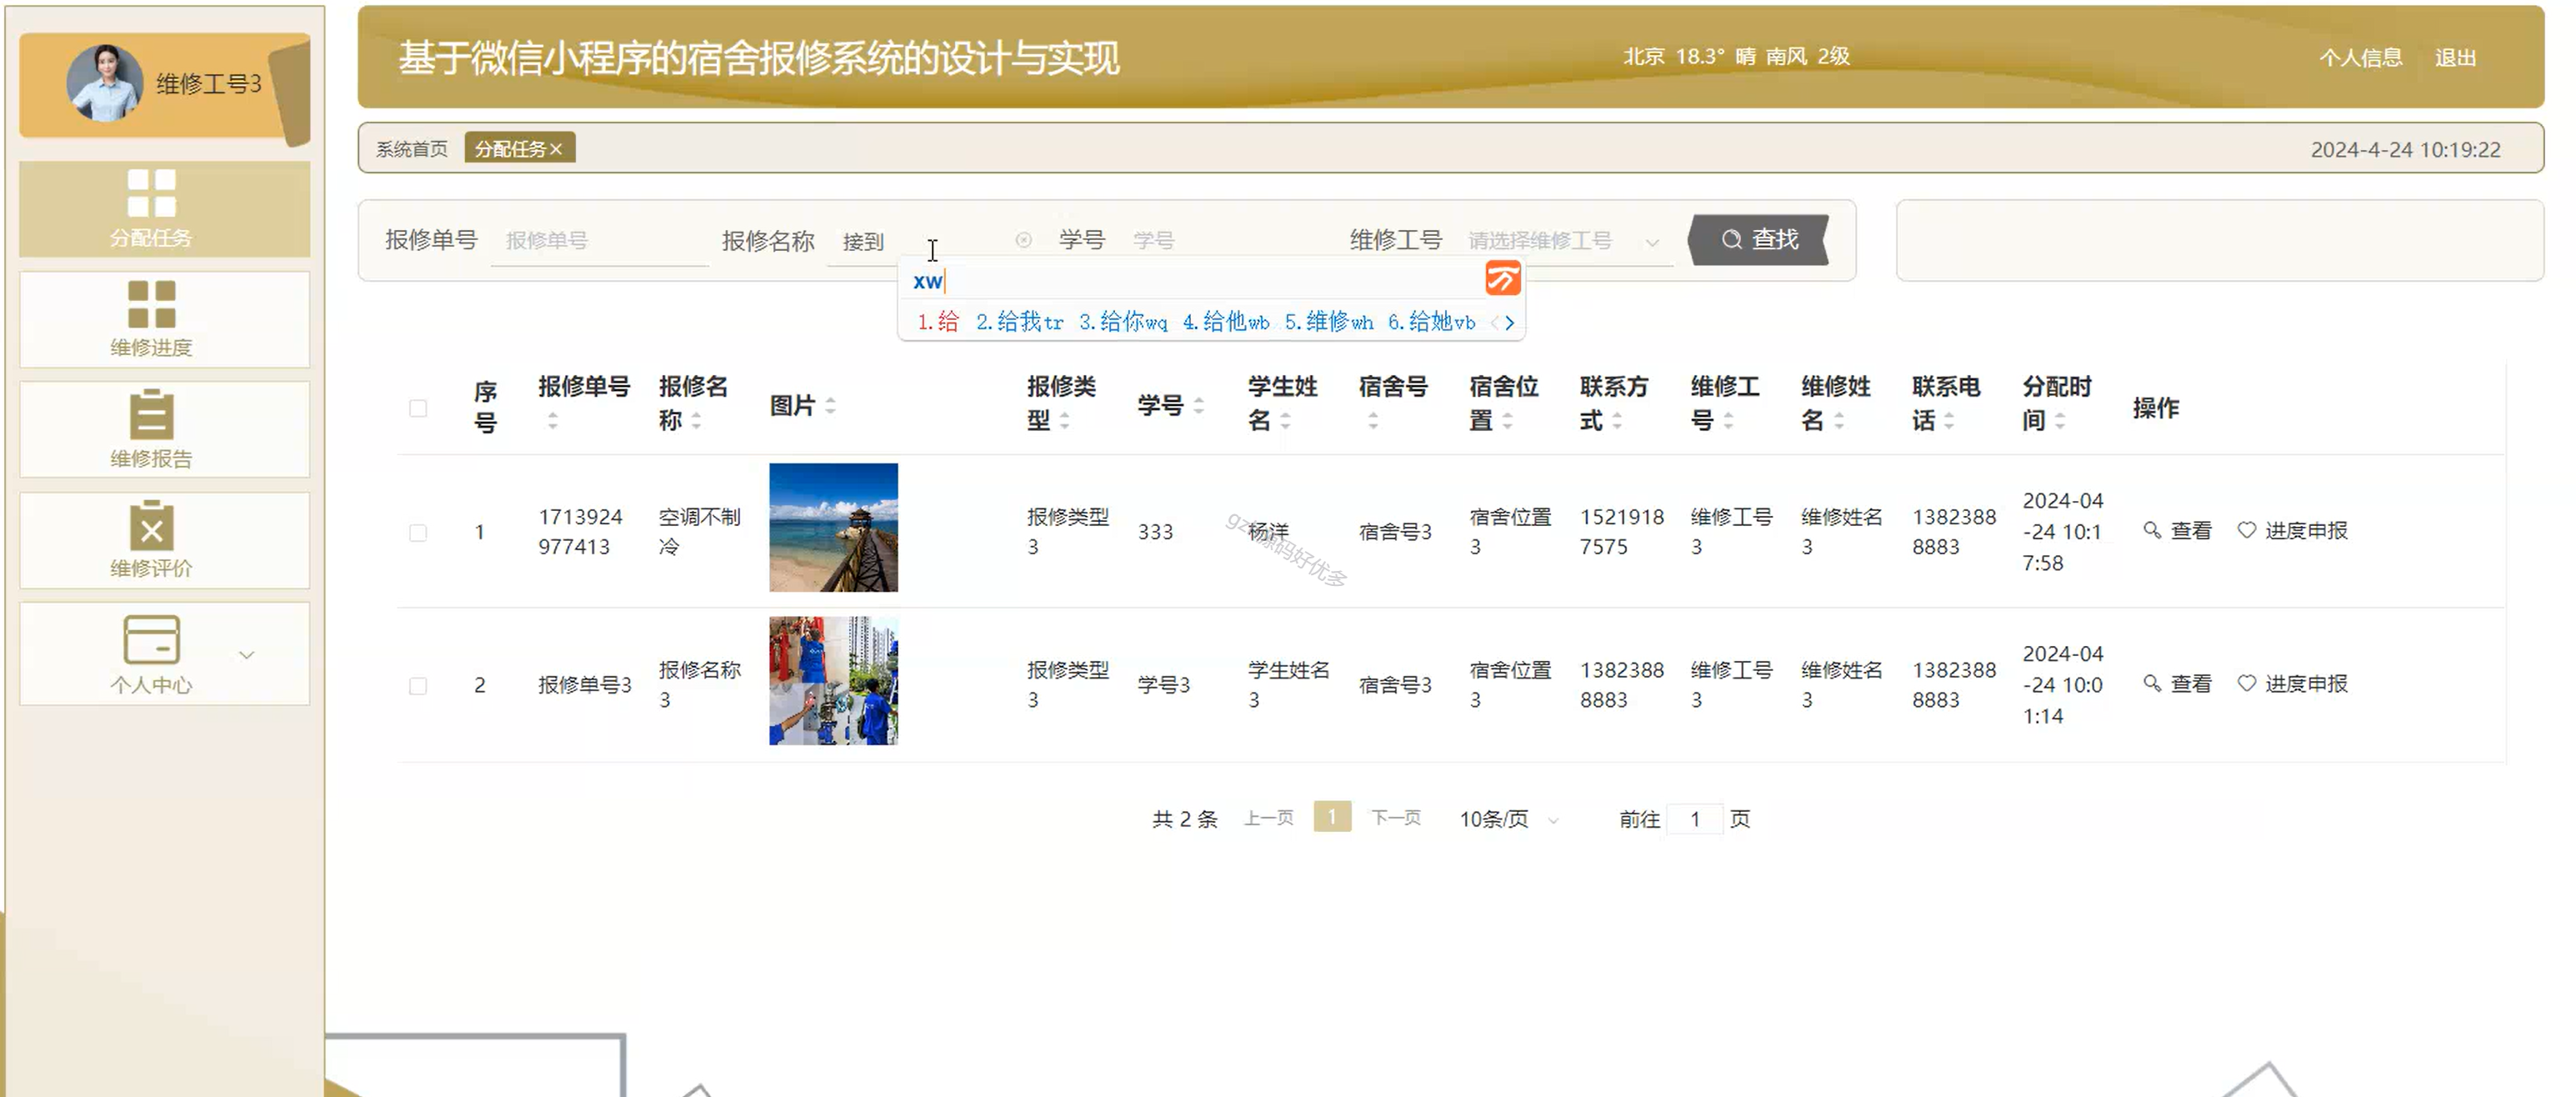 维修工号3
基于微信小程序的宿舍报修系统的设计与实现
北京 18.3° 晴 南风 2级
个人信息 退出
系统首页 分配任务
2024-4-24 10:19:22
分配任务
维修进度
维修报告
维修评价
个人中心
报修单号 报修单号 报修名称 接到 学号 学号 维修工号 请选择维修工号 查找
xw
1.给 2.给我tr 3.给你wq 4.给他wb 5.维修wh 6.给她vb
序号 报修单号 报修名称 图片 报修类型 学号 学生姓名 宿舍号 宿舍位置 联系方式 维修工号 维修姓名 联系电话 分配时间 操作
1 1713924977413 空调不制冷 报修类型3 333 杨洋 宿舍号3 宿舍位置3 15219187575 维修工号3 维修姓名3 13823888883 2024-04-24 10:17:58 查看 进度申报
2 报修单号3 报修名称3 报修类型3 学号3 学生姓名3 宿舍号3 宿舍位置3 13823888883 维修工号3 维修姓名3 13823888883 2024-04-24 10:01:14 查看 进度申报
共 2 条 上一页 1 下一页 10条/页 前往 1 页